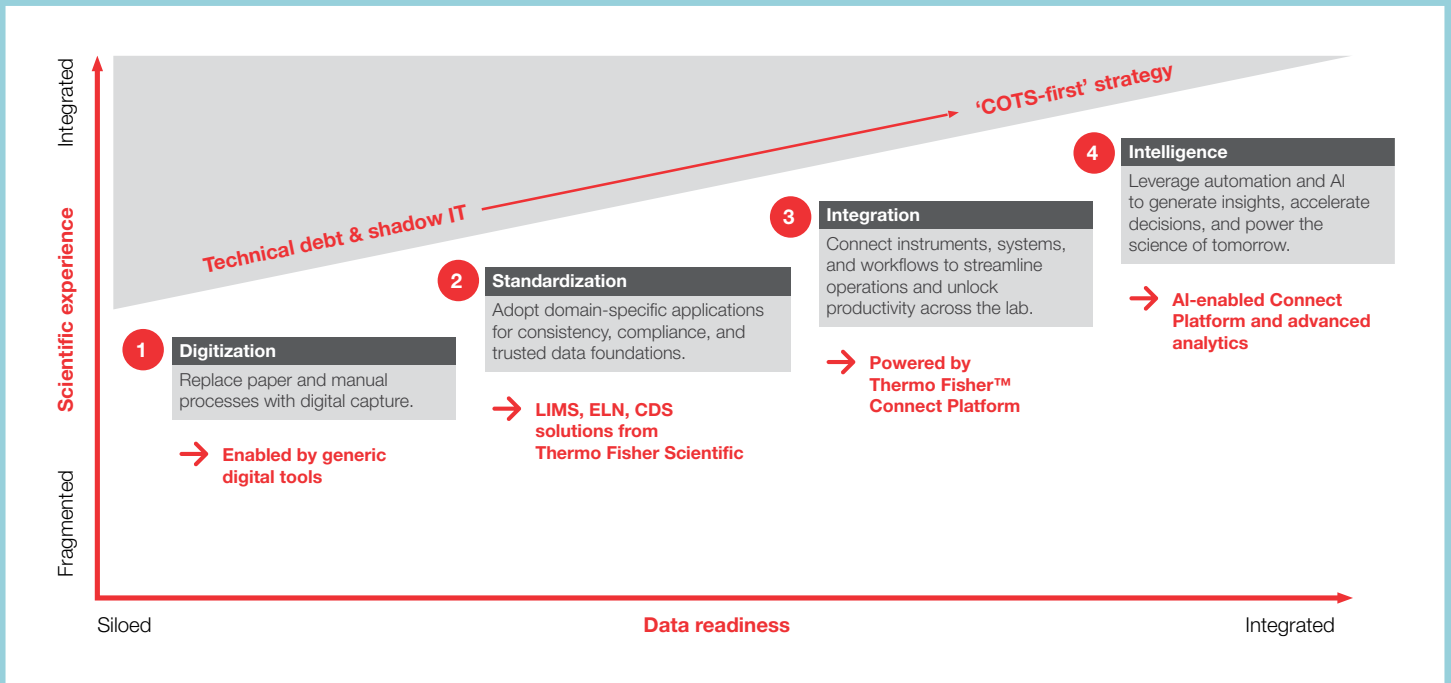 Integrated
Scientific experience
Fragmented
Technical debt & shadow IT
‘COTS-first’ strategy
1
Digitization
Replace paper and manual
processes with digital capture.
Enabled by generic
digital tools
2
Standardization
Adopt domain-specific applications
for consistency, compliance, and
trusted data foundations.
LIMS, ELN, CDS
solutions from
Thermo Fisher Scientific
3
Integration
Connect instruments, systems,
and workflows to streamline
operations and unlock
productivity across the lab.
Powered by
Thermo Fisher™
Connect Platform
4
Intelligence
Leverage automation and AI
to generate insights, accelerate
decisions, and power the
science of tomorrow.
AI-enabled Connect
Platform and advanced
analytics
Siloed
Data readiness
Integrated